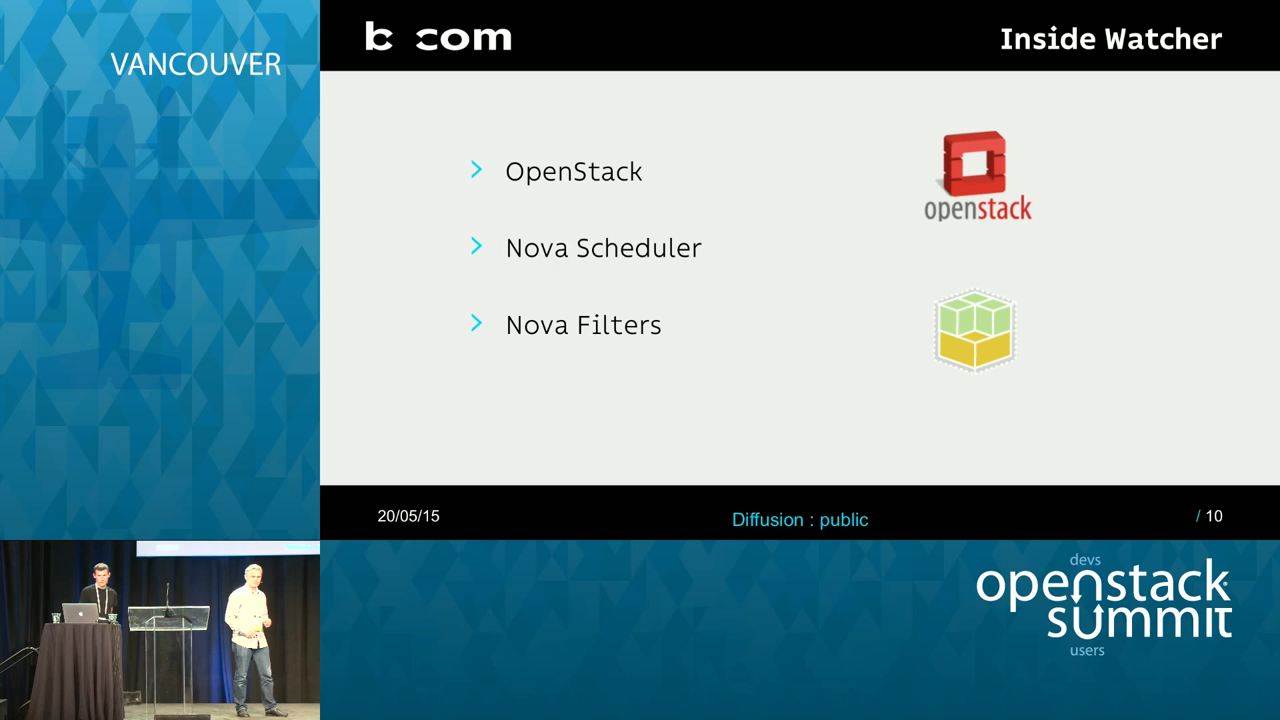 VANCOUVER
b com
Inside Watcher
OpenStack
Nova Scheduler
Nova Filters
openstack
20/05/15
Diffusion : public
/ 10
devs
openstack
summit
users